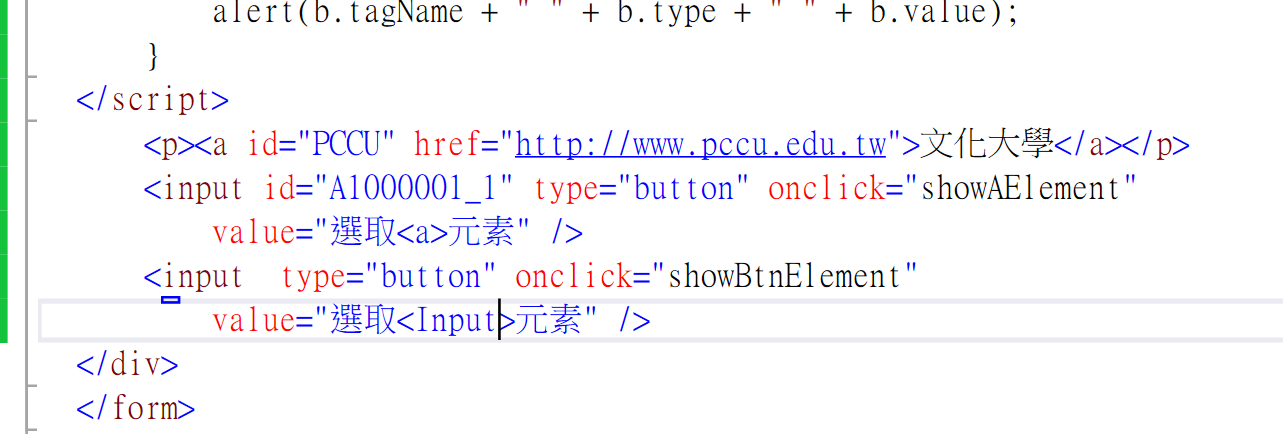 alert(b.tagName + " " + b.type + " " + b.value);
}
</script>
<p><a id="PCCU" href="http://www.pccu.edu.tw">文化大學</a></p>
<input id="A1000001_1" type="button" onclick="showAElement"
value="選取<a>元素" />
<input  type="button" onclick="showBtnElement"
value="選取<Input>元素" />
</div>
</form>